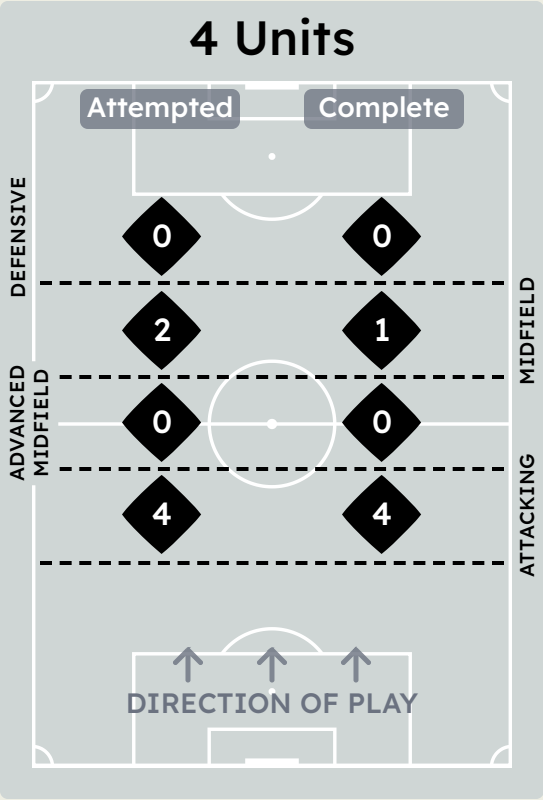 4 Units
Attempted
Complete
DEFENSIVE
0
0
MIDFIELD
2
1
ADVANCED
MIDFIELD
0
0
ATTACKING
4
4
DIRECTION OF PLAY